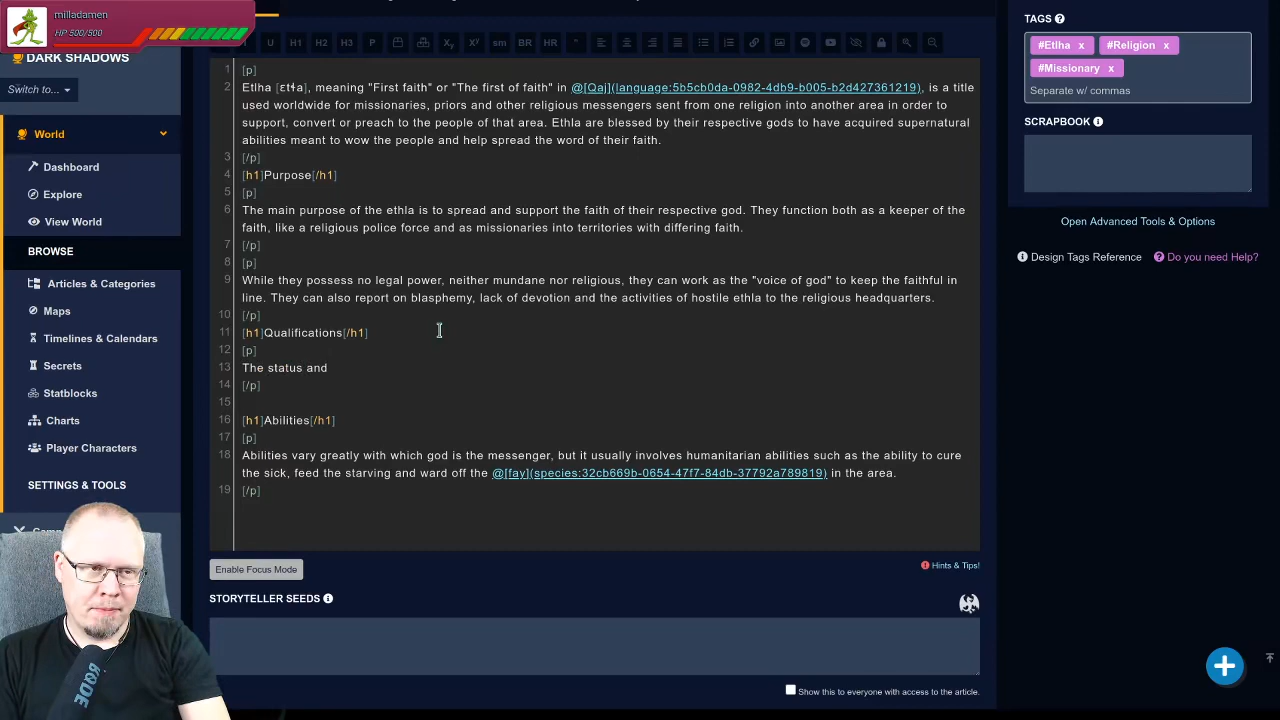 milladamen
HP 500/500
DARK SHADOWS
Switch to...
World
Dashboard
Explore
View World
BROWSE
Articles & Categories
Maps
Timelines & Calendars
Secrets
Statblocks
Charts
Player Characters
SETTINGS & TOOLS
U H1 H2 H3 P sm BR HR
1 [p]
2 Etlha [ɛtɬa], meaning "First faith" or "The first of faith" in @[Qaj](language:5b5cb0da-0982-4db9-b005-b2d427361219), is a title
used worldwide for missionaries, priors and other religious messengers sent from one religion into another area in order to
support, convert or preach to the people of that area. Ethla are blessed by their respective gods to have acquired supernatural
abilities meant to wow the people and help spread the word of their faith.
3 [/p]
4 [h1]Purpose[/h1]
5 [p]
6 The main purpose of the ethla is to spread and support the faith of their respective god. They function both as a keeper of the
faith, like a religious police force and as missionaries into territories with differing faith.
7 [/p]
8 [p]
9 While they possess no legal power, neither mundane nor religious, they can work as the "voice of god" to keep the faithful in
line. They can also report on blasphemy, lack of devotion and the activities of hostile ethla to the religious headquarters.
10 [/p]
11 [h1]Qualifications[/h1]
12 [p]
13 The status and
14 [/p]
15
16 [h1]Abilities[/h1]
17 [p]
18 Abilities vary greatly with which god is the messenger, but it usually involves humanitarian abilities such as the ability to cure
the sick, feed the starving and ward off the @[fay](species:32cb669b-0654-47f7-84db-37792a789819) in the area.
19 [/p]
Enable Focus Mode
Hints & Tips!
STORYTELLER SEEDS
Show this to everyone with access to the article.
TAGS
#Etlha x #Religion x
#Missionary x
Separate w/ commas
SCRAPBOOK
Open Advanced Tools & Options
Design Tags Reference Do you need Help?
RØDE